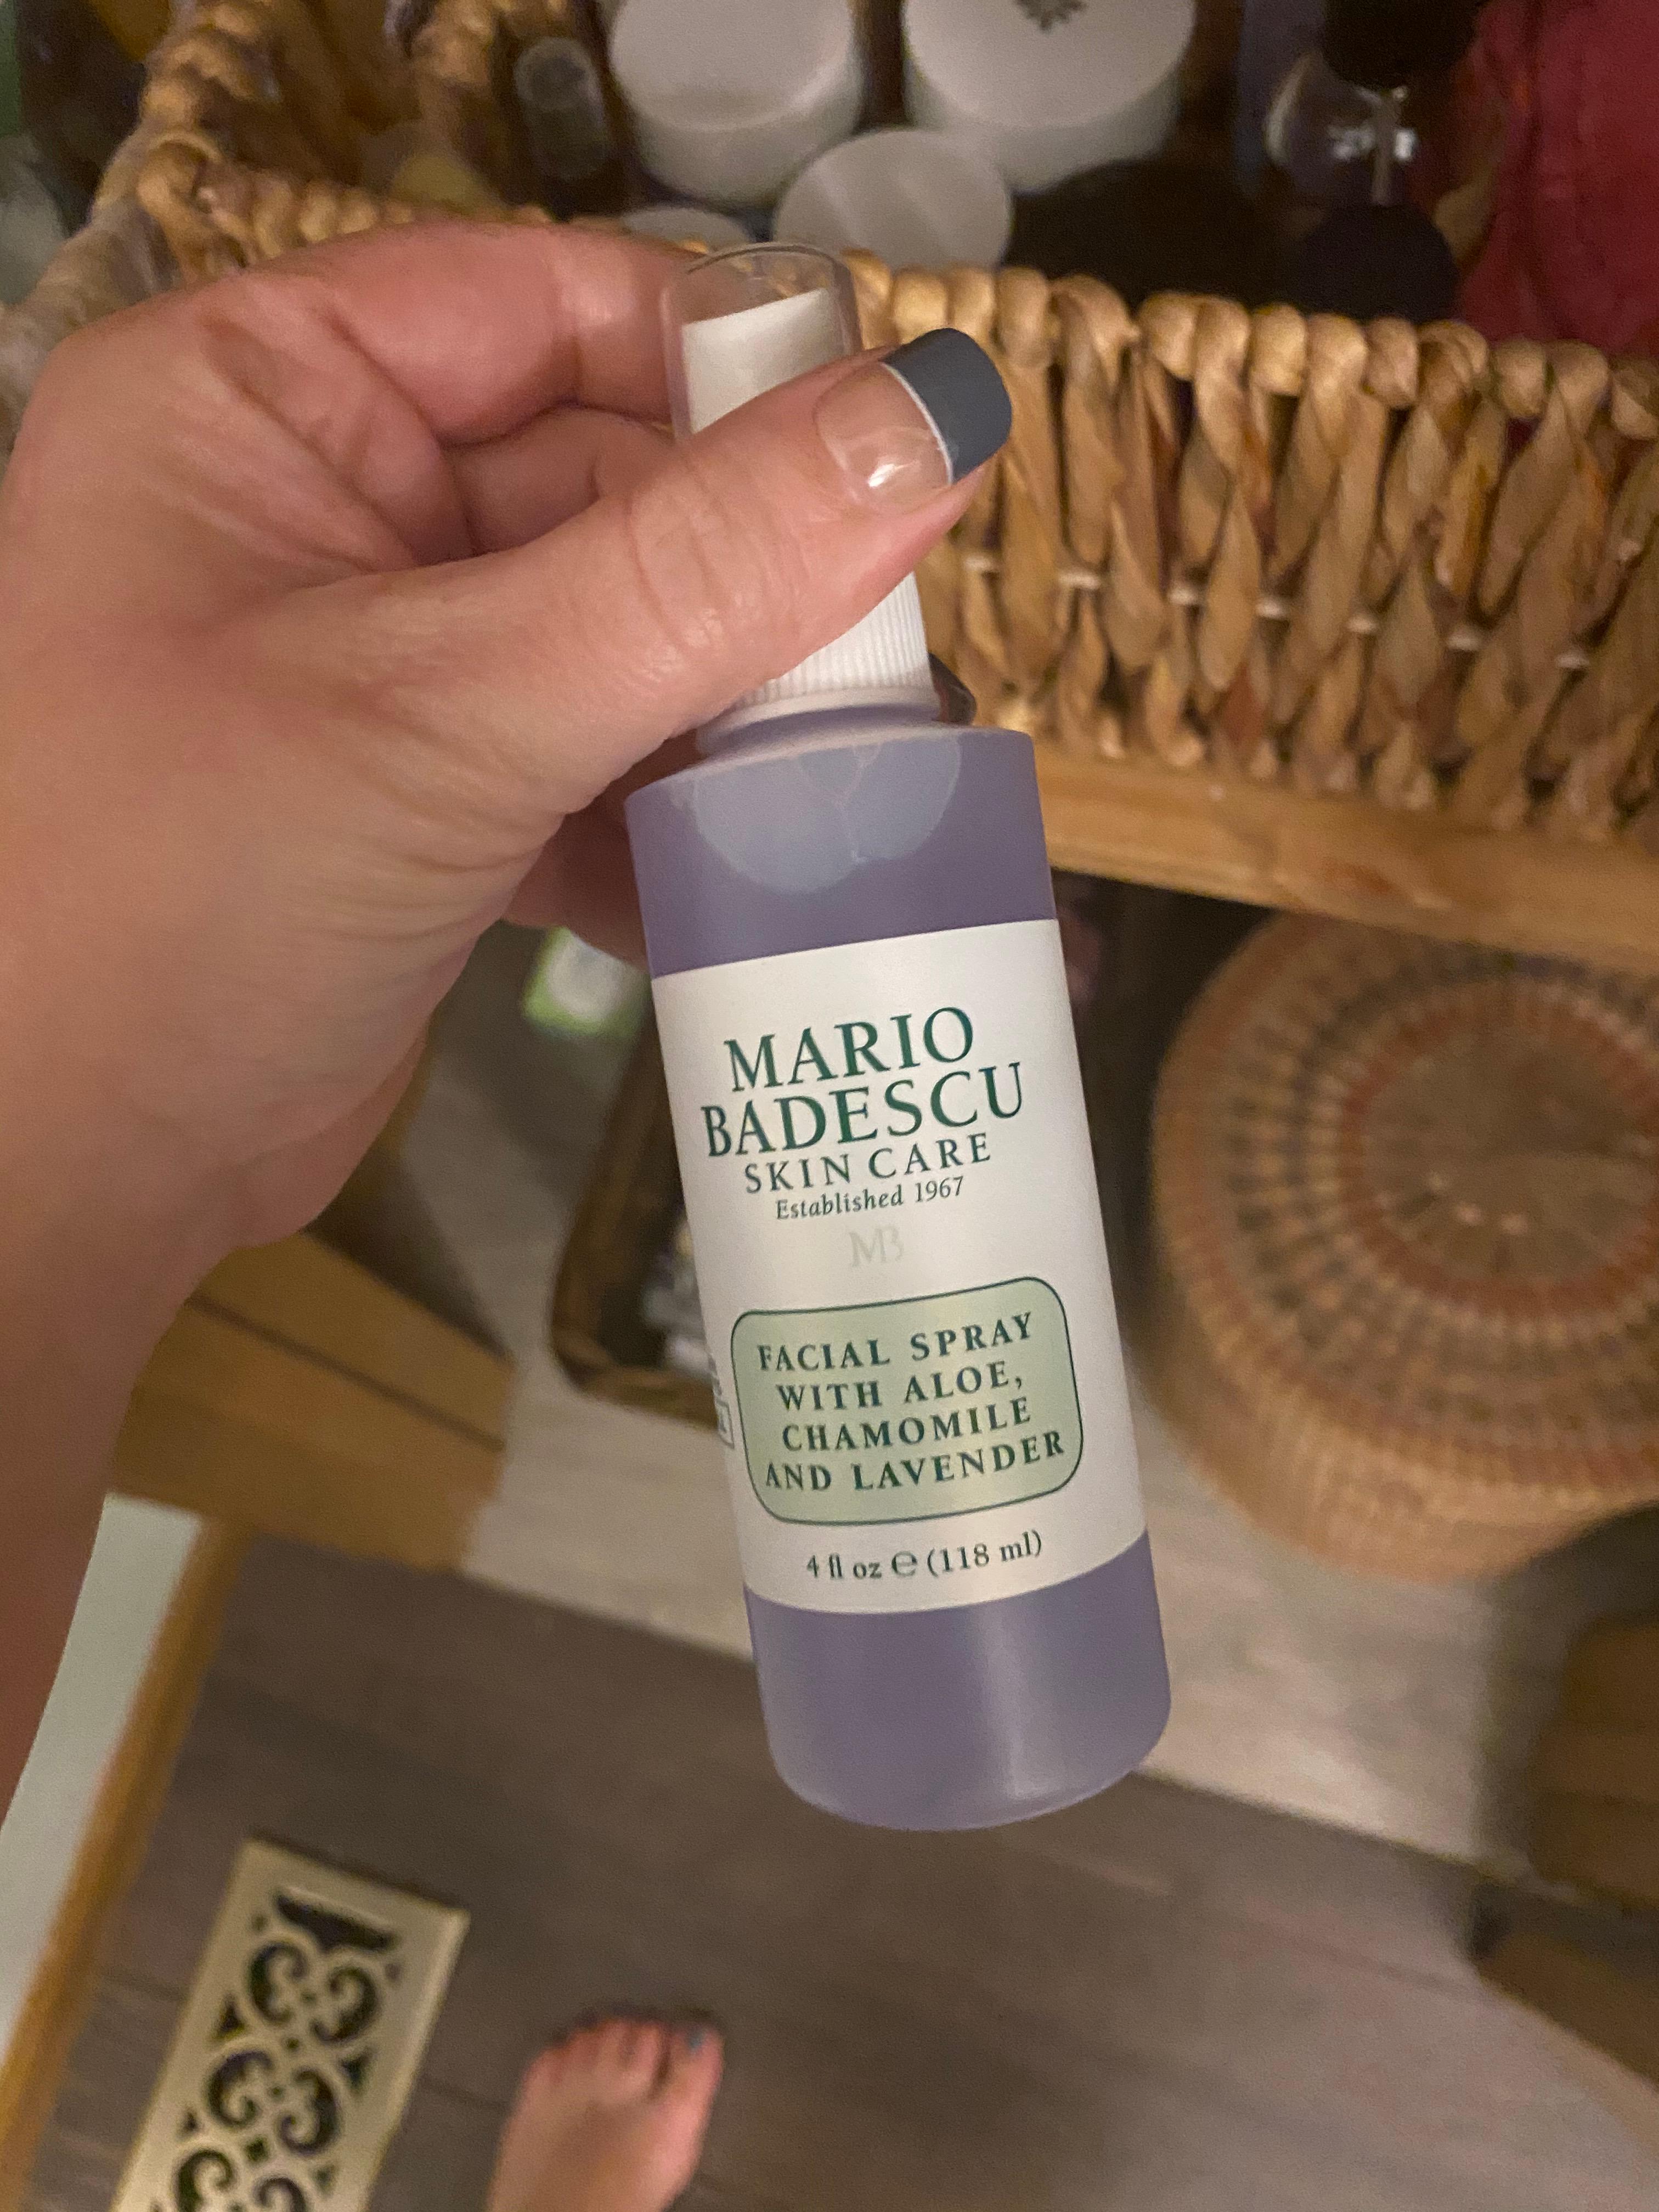 MARIO
BADESCU
SKIN CARE
Established 1967
MB
FACIAL SPRAY
WITH ALOE,
CHAMOMILE
AND LAVENDER
4 fl oz ℮ (118 ml)